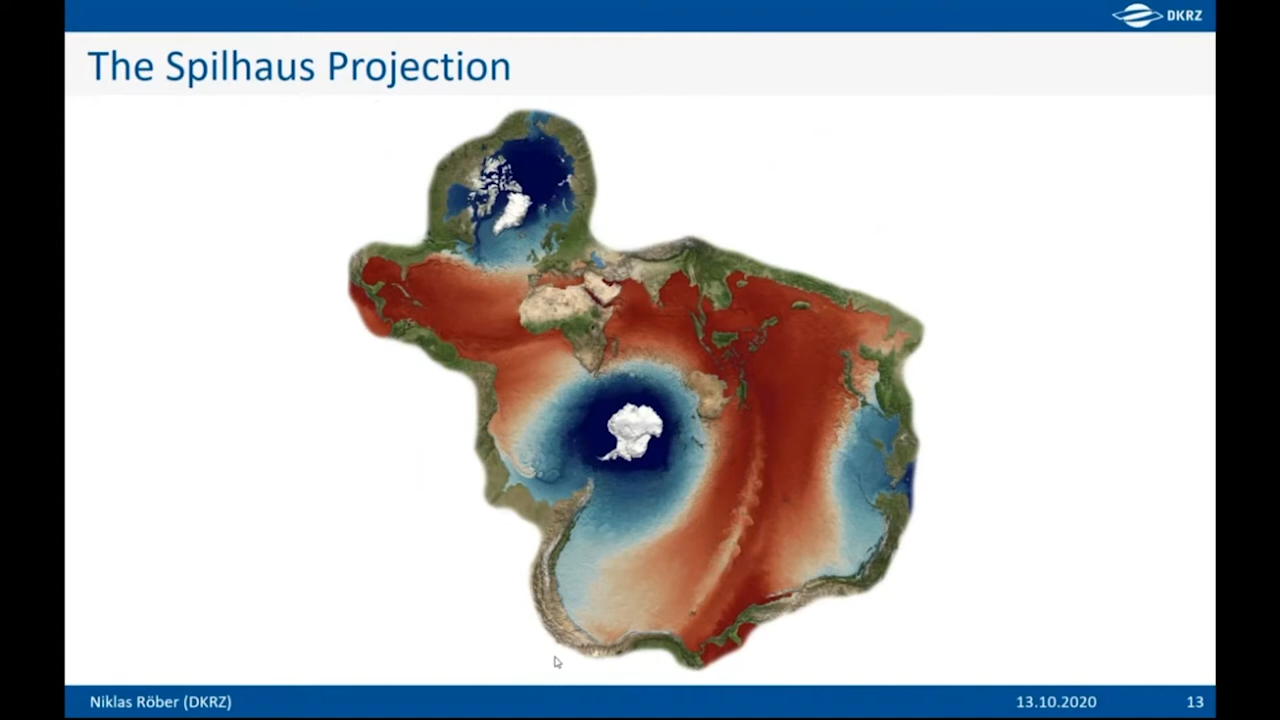 DKRZ
The Spilhaus Projection
Niklas Röber (DKRZ)
13.10.2020
13